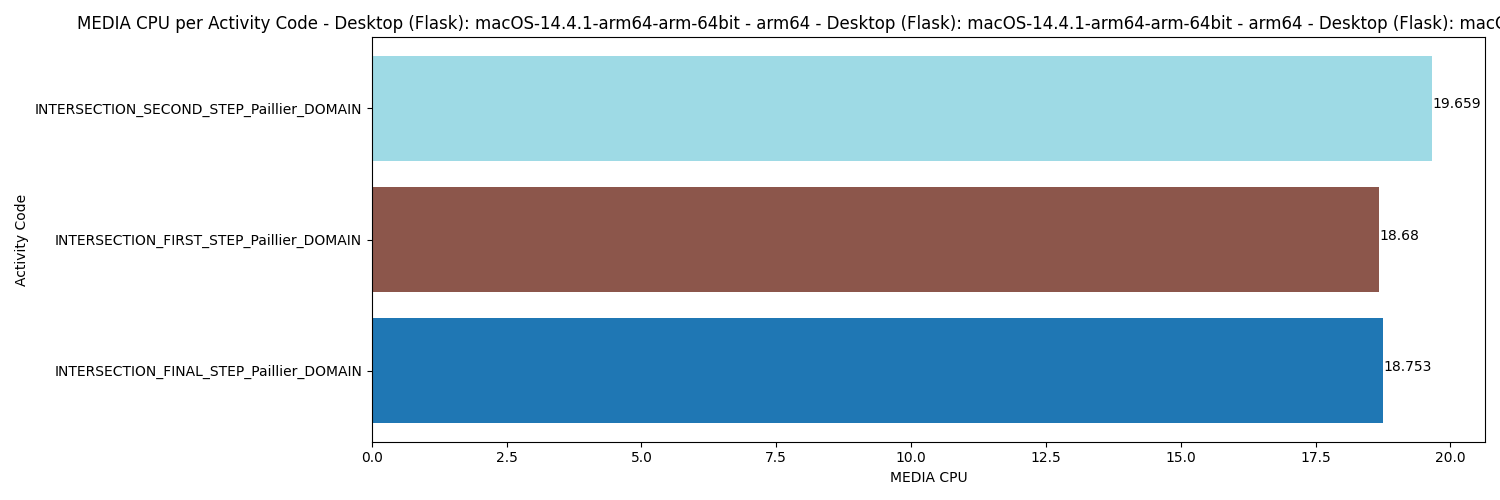 MEDIA CPU per Activity Code - Desktop (Flask): macOS-14.4.1-arm64-arm-64bit - arm64 - Desktop (Flask): macOS-14.4.1-arm64-arm-64bit - arm64 - Desktop (Flask):
INTERSECTION_SECOND_STEP_Paillier_DOMAIN
19.659
INTERSECTION_FIRST_STEP_Paillier_DOMAIN
18.68
INTERSECTION_FINAL_STEP_Paillier_DOMAIN
18.753
Activity Code
0.0 2.5 5.0 7.5 10.0 12.5 15.0 17.5 20.0
MEDIA CPU